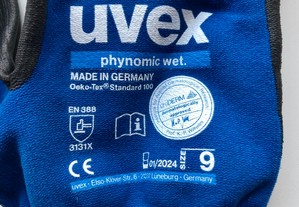 uvex
phynomic wet.
MADE IN GERMANY
Oeko-Tex® Standard 100
EN 388
3131X
CE
01/2024
SIZE 9
uvex · Elso Klöver-Str. 6 · Lüneburg - Germany